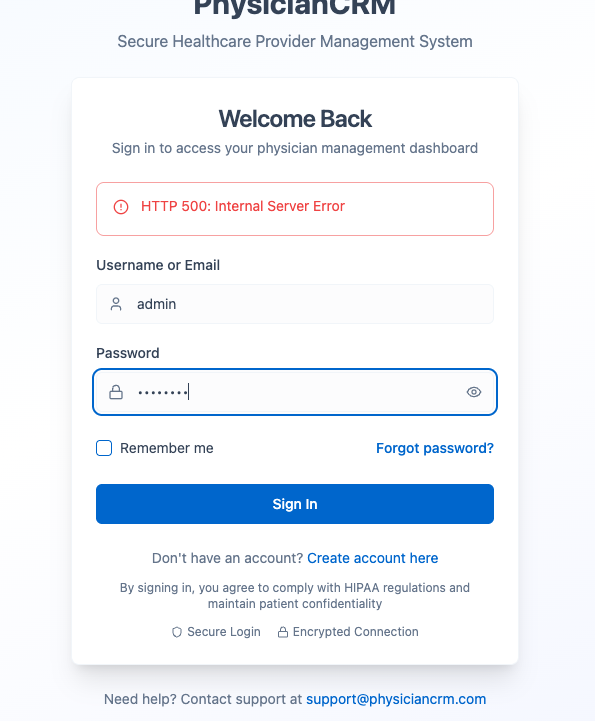 PhysicianCRM
Secure Healthcare Provider Management System
Welcome Back
Sign in to access your physician management dashboard
HTTP 500: Internal Server Error
Username or Email
admin
Password
••••••••
Remember me
Forgot password?
Sign In
Don't have an account? Create account here
By signing in, you agree to comply with HIPAA regulations and
maintain patient confidentiality
Secure Login Encrypted Connection
Need help? Contact support at support@physiciancrm.com